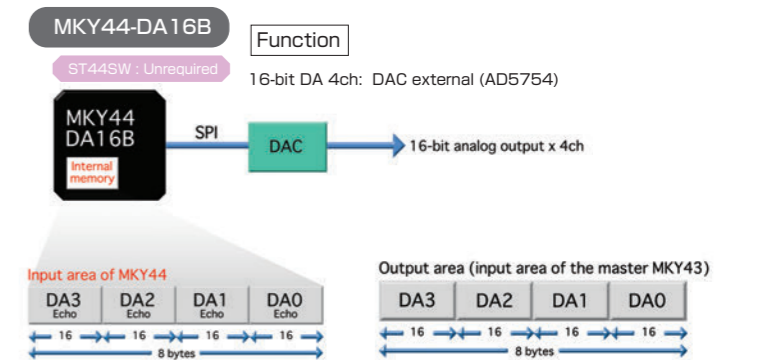 MKY44-DA16B
Function
ST44SW : Unrequired
16-bit DA 4ch: DAC external (AD5754)
MKY44
DA16B
Internal
memory
SPI
DAC
16-bit analog output x 4ch
Input area of MKY44
DA3 DA2 DA1 DA0
Echo Echo Echo Echo
16 16 16 16
8 bytes
Output area (input area of the master MKY43)
DA3 DA2 DA1 DA0
16 16 16 16
8 bytes